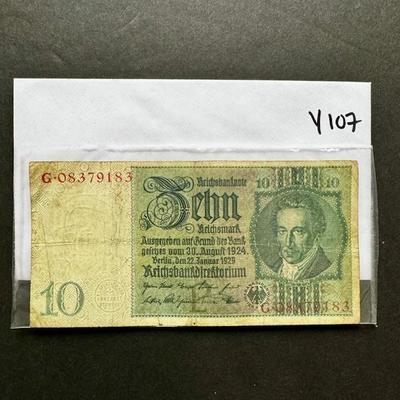 Y107
G·08379183
Reichsbanknote
10 10
Zehn
Reichsmark
Ausgegeben auf Grund des Bank
gesetzes vom 30. August 1924
Berlin, den 22. Januar 1929
Reichsbankdirektorium
10
G·08379183